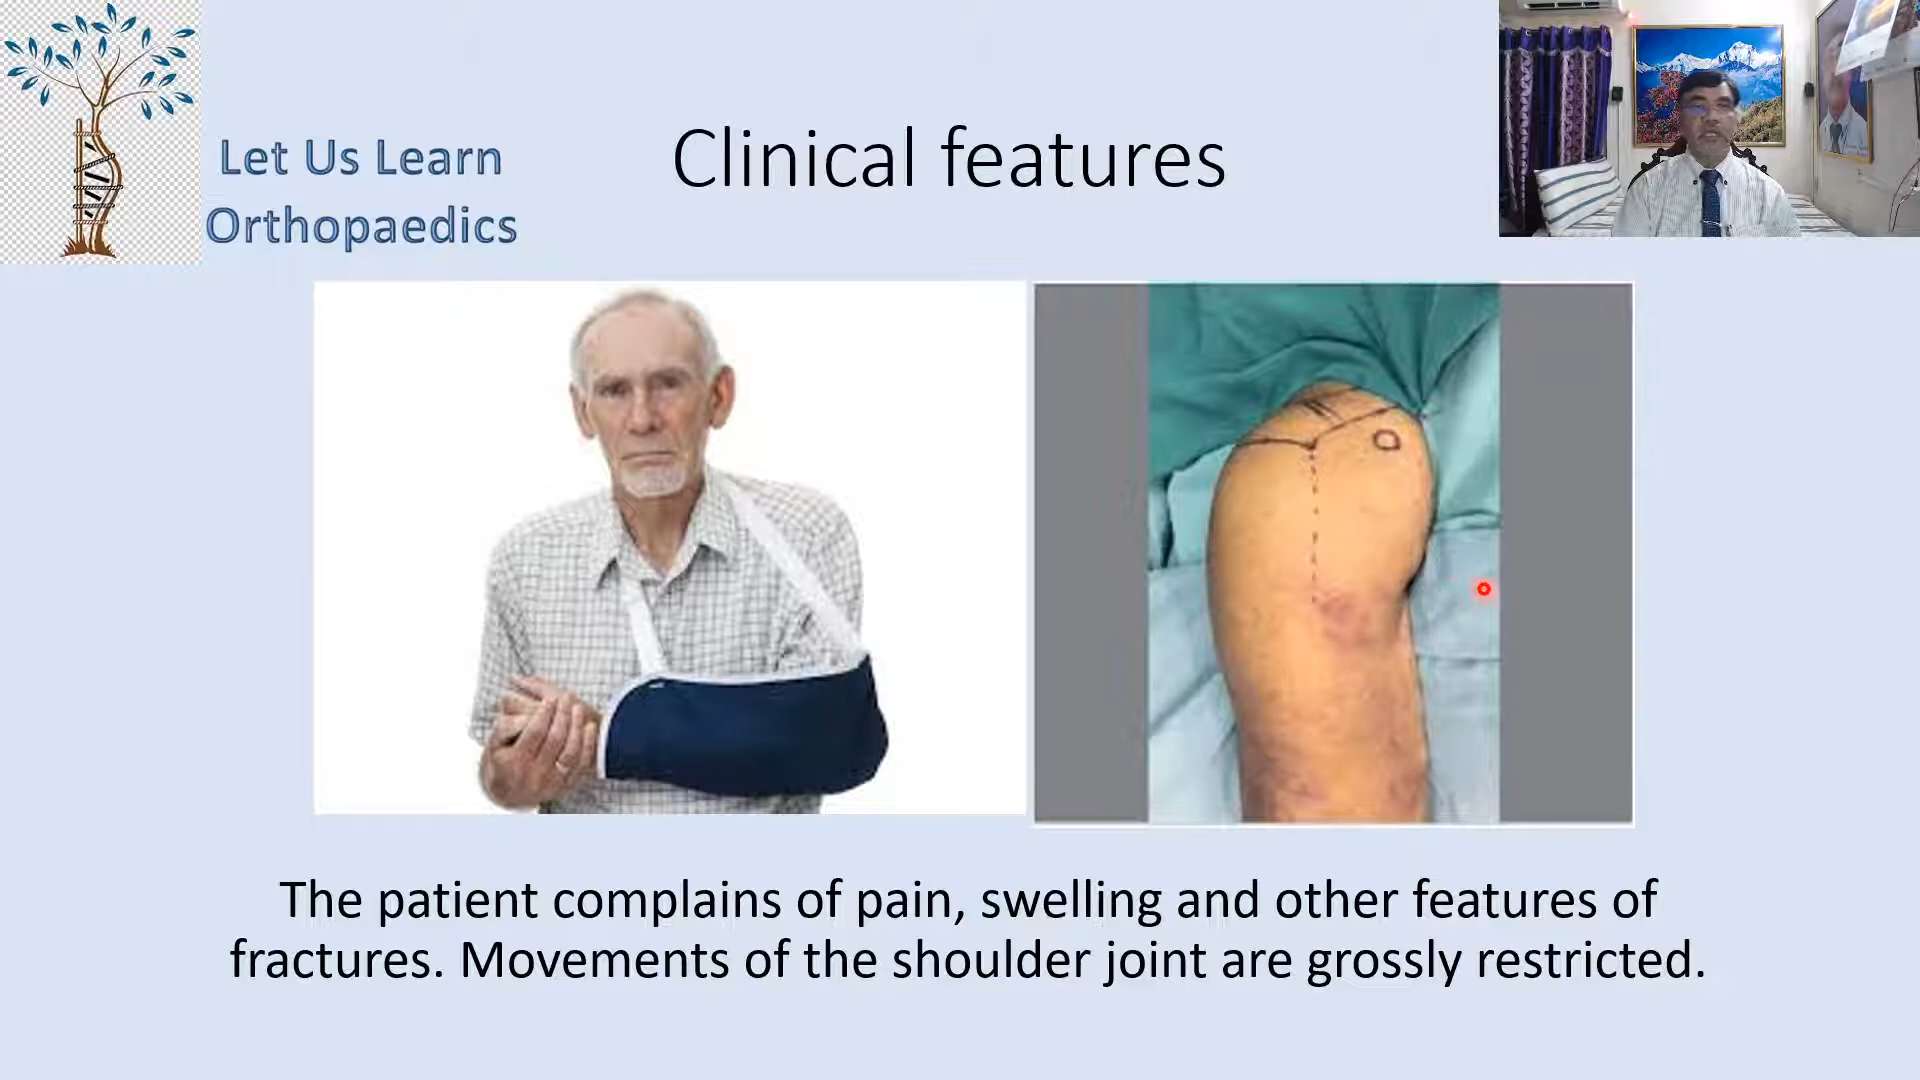 Let Us Learn
Orthopaedics
Clinical features
The patient complains of pain, swelling and other features of
fractures. Movements of the shoulder joint are grossly restricted.